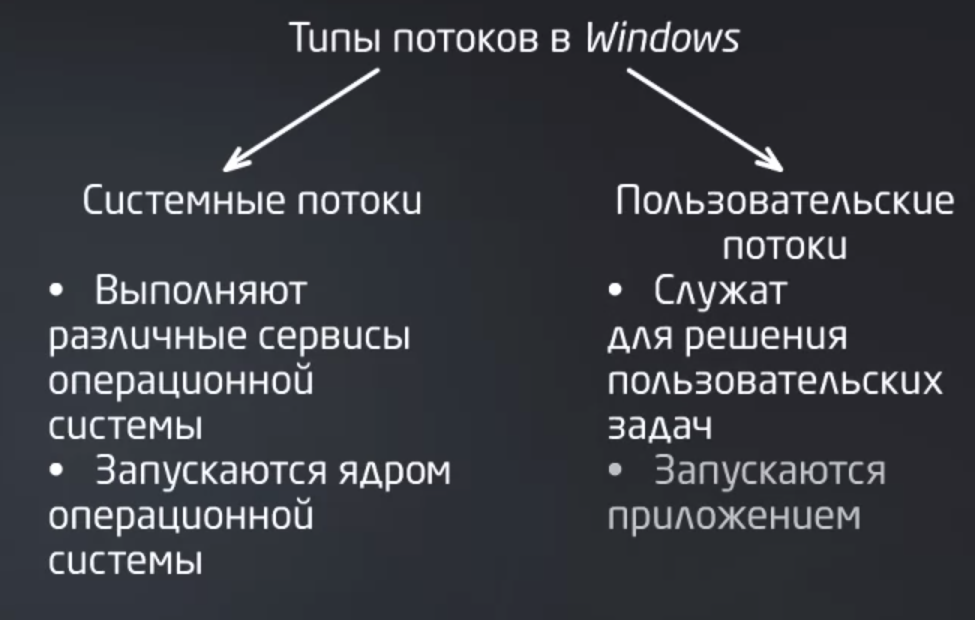 Типы потоков в Windows
Системные потоки
• Выполняют
различные сервисы
операционной
системы
• Запускаются ядром
операционной
системы
Пользовательские
потоки
• Служат
для решения
пользовательских
задач
• Запускаются
приложением